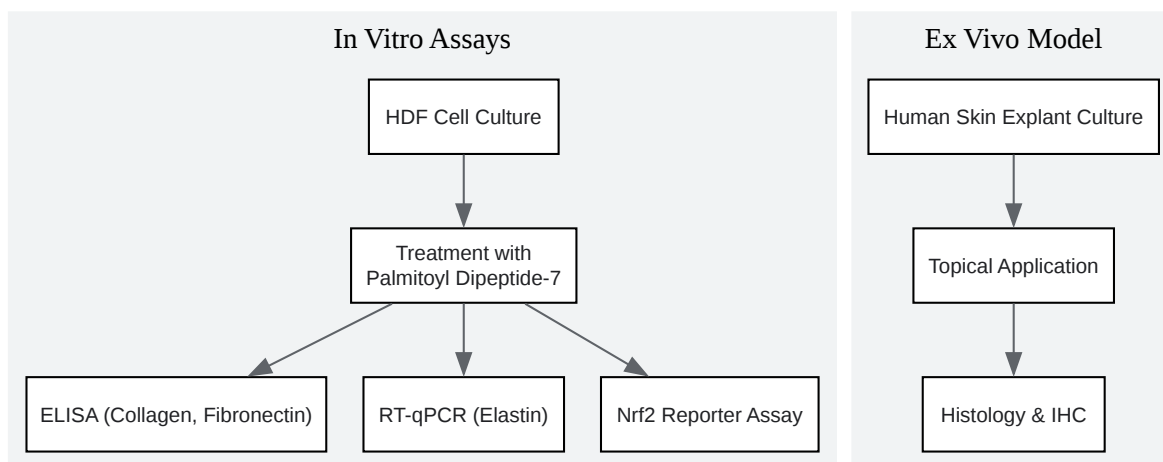 In Vitro Assays
HDF Cell Culture
Treatment with
Palmitoyl Dipeptide-7
ELISA (Collagen, Fibronectin)
RT-qPCR (Elastin)
Nrf2 Reporter Assay
Ex Vivo Model
Human Skin Explant Culture
Topical Application
Histology & IHC